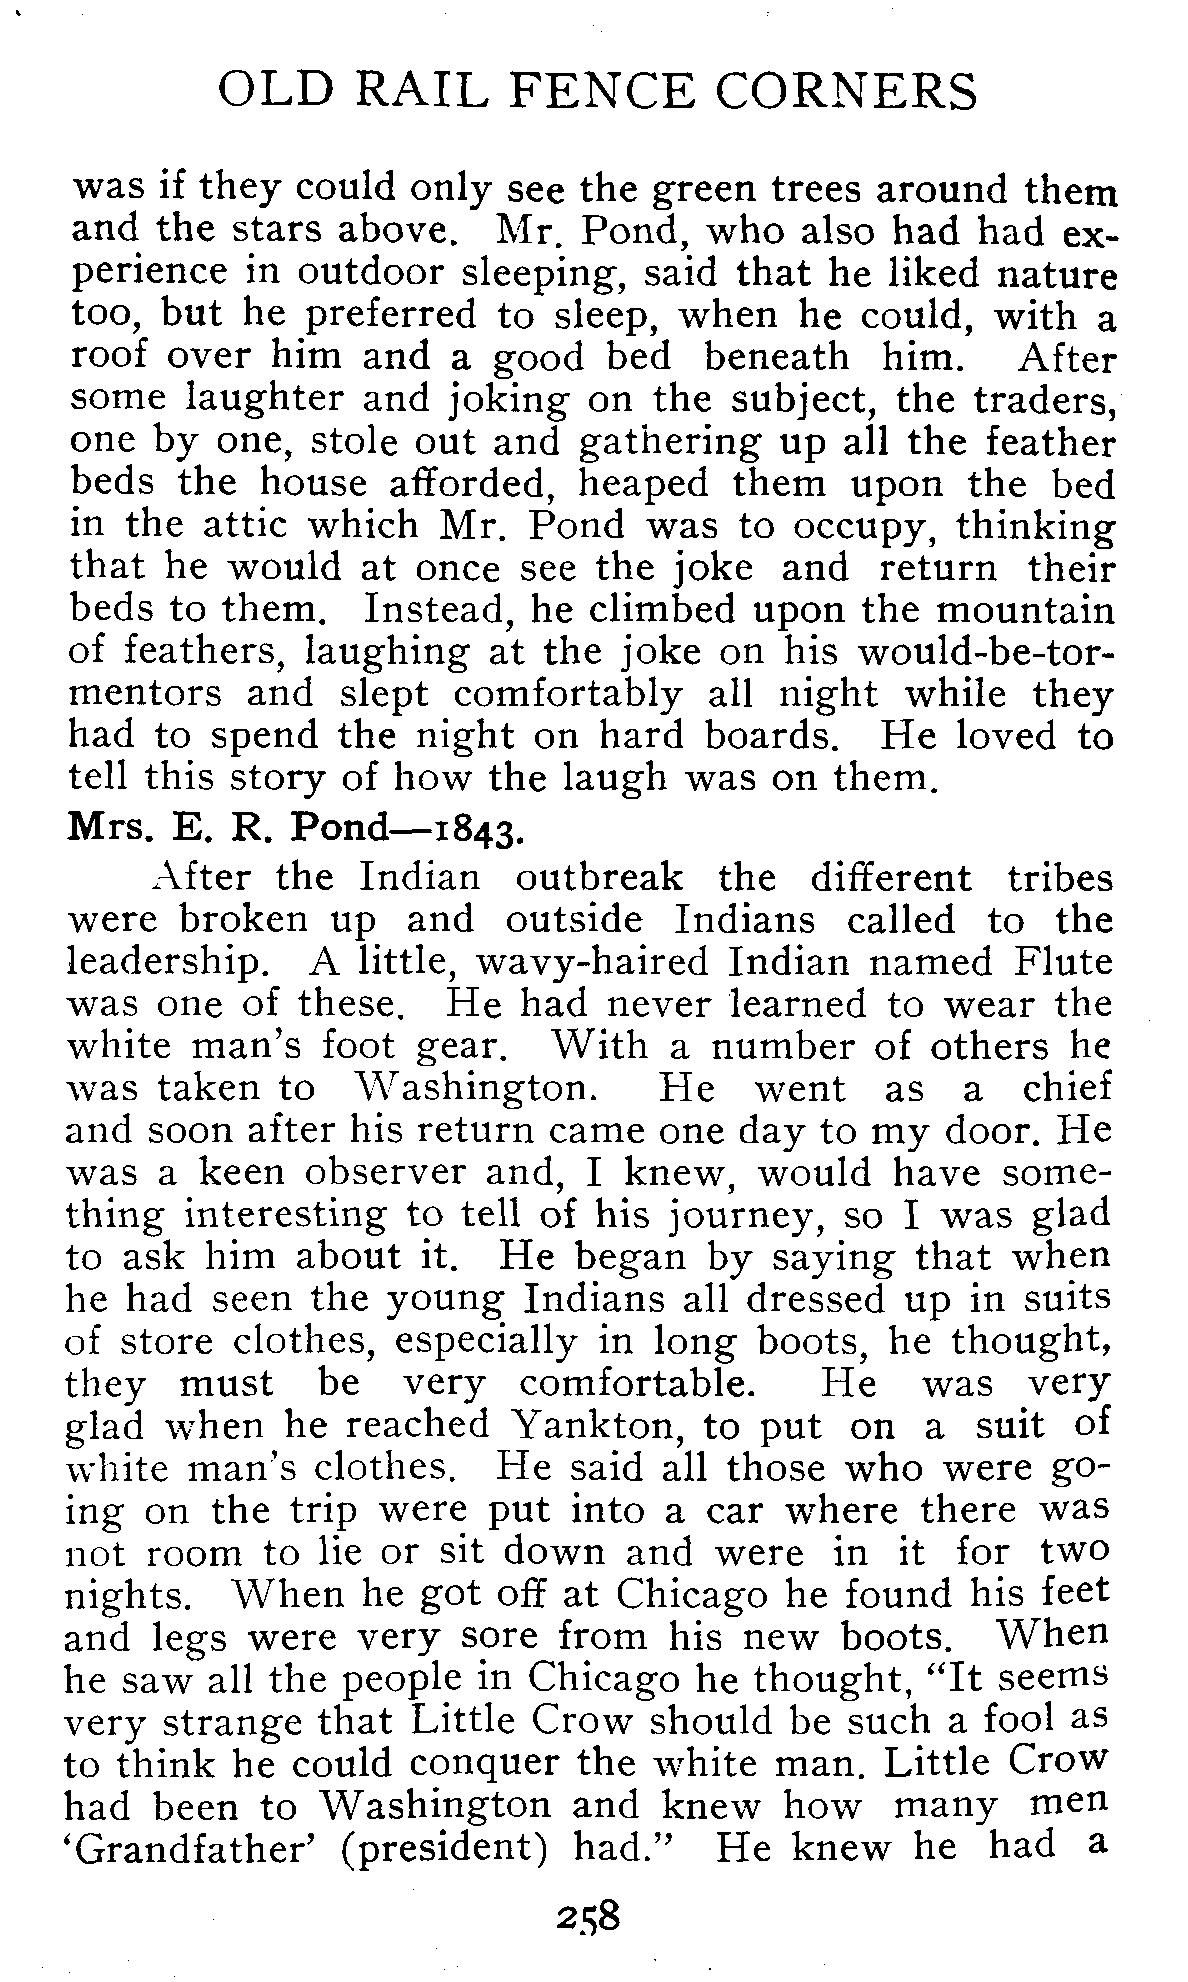 OLD RAIL FENCE CORNERS
was if they could only see the green trees around them
and the stars above. Mr. Pond, who also had had ex-
perience in outdoor sleeping, said that he liked nature
too, but he preferred to sleep, when he could, with a
roof over him and a good bed beneath him. After
some laughter and joking on the subject, the traders,
one by one, stole out and gathering up all the feather
beds the house afforded, heaped them upon the bed
in the attic which Mr. Pond was to occupy, thinking
that he would at once see the joke and return their
beds to them. Instead, he climbed upon the mountain
of feathers, laughing at the joke on his would-be-tor-
mentors and slept comfortably all night while they
had to spend the night on hard boards. He loved to
tell this story of how the laugh was on them.
Mrs. E. R. Pond—1843.
After the Indian outbreak the different tribes
were broken up and outside Indians called to the
leadership. A little, wavy-haired Indian named Flute
was one of these. He had never learned to wear the
white man's foot gear. With a number of others he
was taken to Washington. He went as a chief
and soon after his return came one day to my door. He
was a keen observer and, I knew, would have some-
thing interesting to tell of his journey, so I was glad
to ask him about it. He began by saying that when
he had seen the young Indians all dressed up in suits
of store clothes, especially in long boots, he thought,
they must be very comfortable. He was very
glad when he reached Yankton, to put on a suit of
white man's clothes. He said all those who were go-
ing on the trip were put into a car where there was
not room to lie or sit down and were in it for two
nights. When he got off at Chicago he found his feet
and legs were very sore from his new boots. When
he saw all the people in Chicago he thought, "It seems
very strange that Little Crow should be such a fool as
to think he could conquer the white man. Little Crow
had been to Washington and knew how many men
'Grandfather' (president) had." He knew he had a
258